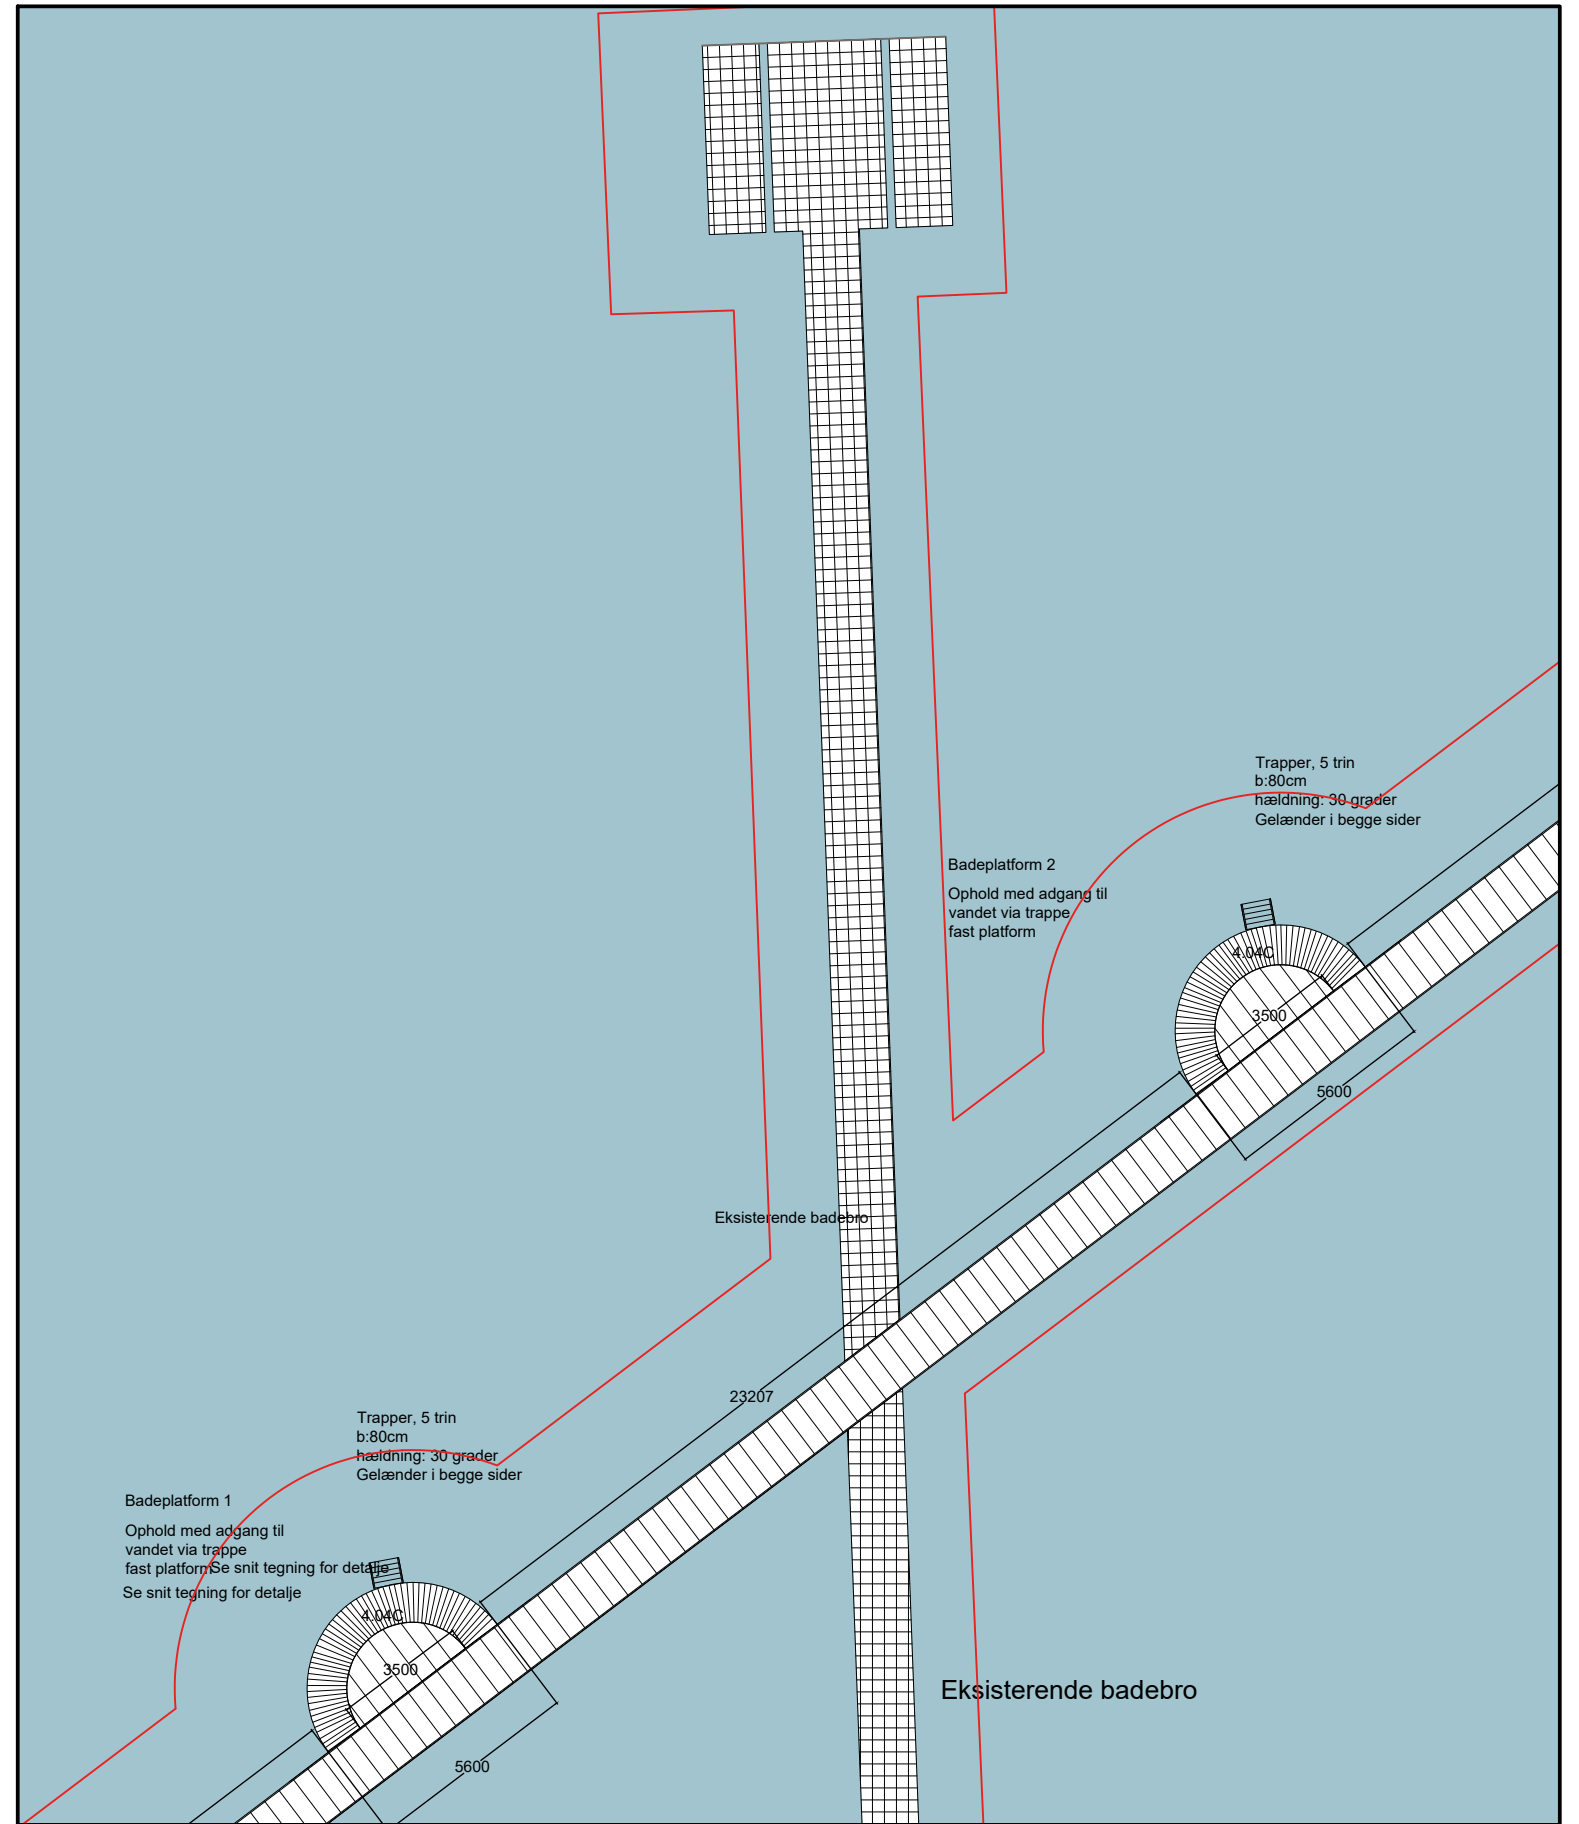 Trapper, 5 trin
b:80cm
hældning: 30 grader
Gelænder i begge sider
Badeplatform 2
Ophold med adgang til
vandet via trappe
fast platform
4.04C
3500
5600
Eksisterende badebro
23207
Trapper, 5 trin
b:80cm
hældning: 30 grader
Gelænder i begge sider
Badeplatform 1
Ophold med adgang til
vandet via trappe
fast platform
Se snit tegning for detalje
Se snit tegning for detalje
4.04C
3500
5600
Eksisterende badebro